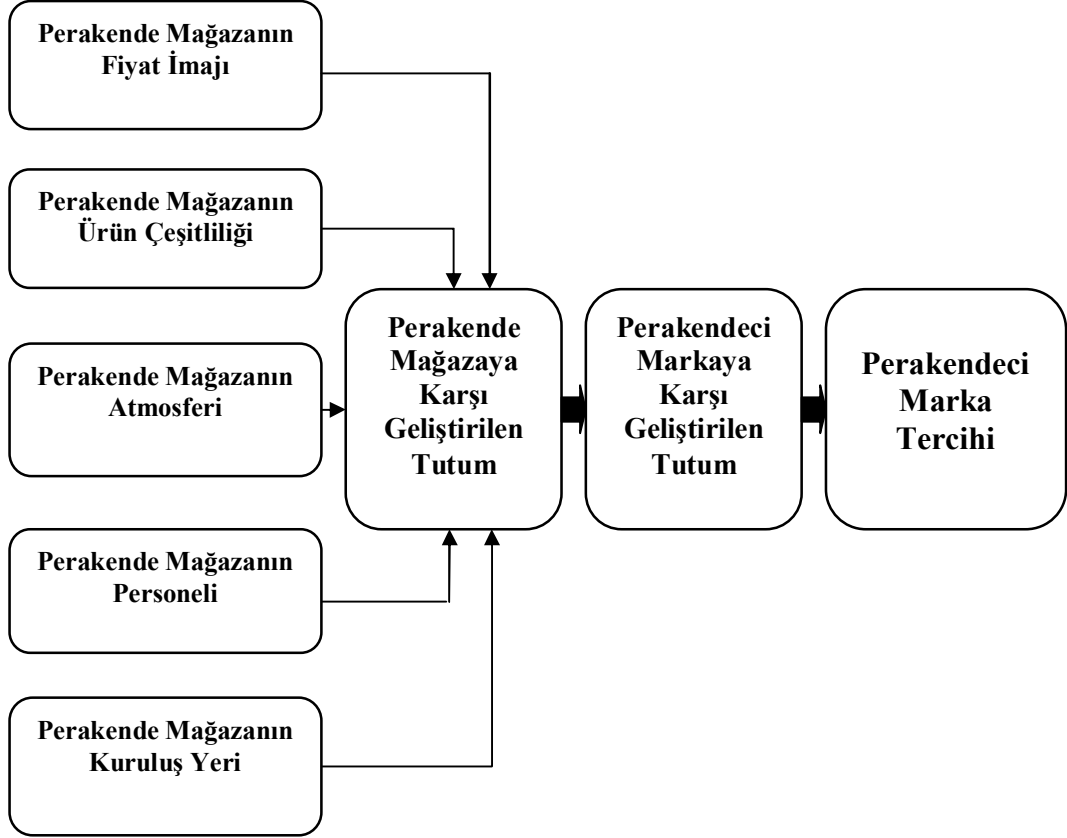 Perakende Mağazanın
Fiyat İmajı
Perakende Mağazanın
Ürün Çeşitliliği
Perakende Mağazanın
Atmosferi
Perakende Mağazanın
Personeli
Perakende Mağazanın
Kuruluş Yeri
Perakende
Mağazaya
Karşı
Geliştirilen
Tutum
Perakendeci
Markaya
Karşı
Geliştirilen
Tutum
Perakendeci
Marka
Tercihi